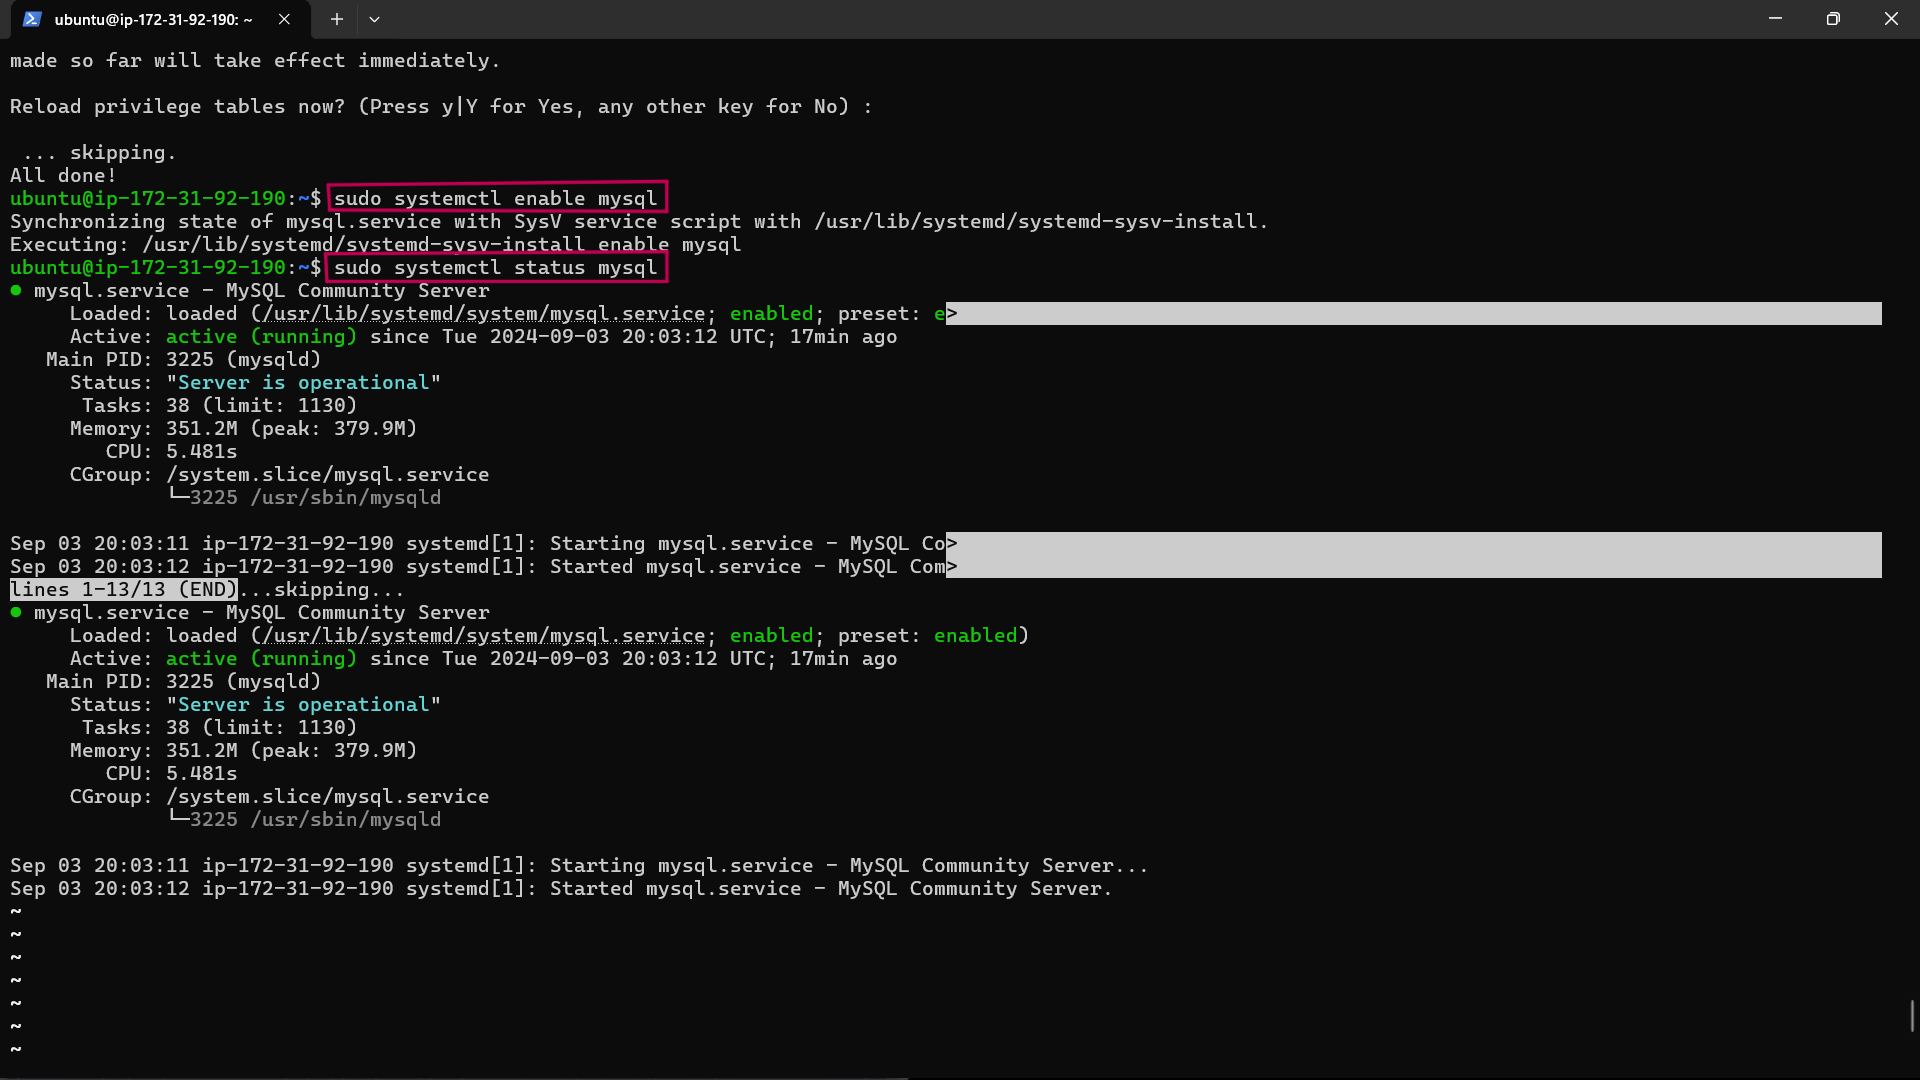 ubuntu@ip-172-31-92-190: ~
made so far will take effect immediately.
Reload privilege tables now? (Press y|Y for Yes, any other key for No) :
... skipping.
All done!
ubuntu@ip-172-31-92-190:~$ sudo systemctl enable mysql
Synchronizing state of mysql.service with SysV service script with /usr/lib/systemd/systemd-sysv-install.
Executing: /usr/lib/systemd/systemd-sysv-install enable mysql
ubuntu@ip-172-31-92-190:~$ sudo systemctl status mysql
● mysql.service - MySQL Community Server
Loaded: loaded (/usr/lib/systemd/system/mysql.service; enabled; preset: e>
Active: active (running) since Tue 2024-09-03 20:03:12 UTC; 17min ago
Main PID: 3225 (mysqld)
Status: "Server is operational"
Tasks: 38 (limit: 1130)
Memory: 351.2M (peak: 379.9M)
CPU: 5.481s
CGroup: /system.slice/mysql.service
└─3225 /usr/sbin/mysqld
Sep 03 20:03:11 ip-172-31-92-190 systemd[1]: Starting mysql.service - MySQL Co>
Sep 03 20:03:12 ip-172-31-92-190 systemd[1]: Started mysql.service - MySQL Com>
lines 1-13/13 (END)...skipping...
● mysql.service - MySQL Community Server
Loaded: loaded (/usr/lib/systemd/system/mysql.service; enabled; preset: enabled)
Active: active (running) since Tue 2024-09-03 20:03:12 UTC; 17min ago
Main PID: 3225 (mysqld)
Status: "Server is operational"
Tasks: 38 (limit: 1130)
Memory: 351.2M (peak: 379.9M)
CPU: 5.481s
CGroup: /system.slice/mysql.service
└─3225 /usr/sbin/mysqld
Sep 03 20:03:11 ip-172-31-92-190 systemd[1]: Starting mysql.service - MySQL Community Server...
Sep 03 20:03:12 ip-172-31-92-190 systemd[1]: Started mysql.service - MySQL Community Server.
~
~
~
~
~
~
~